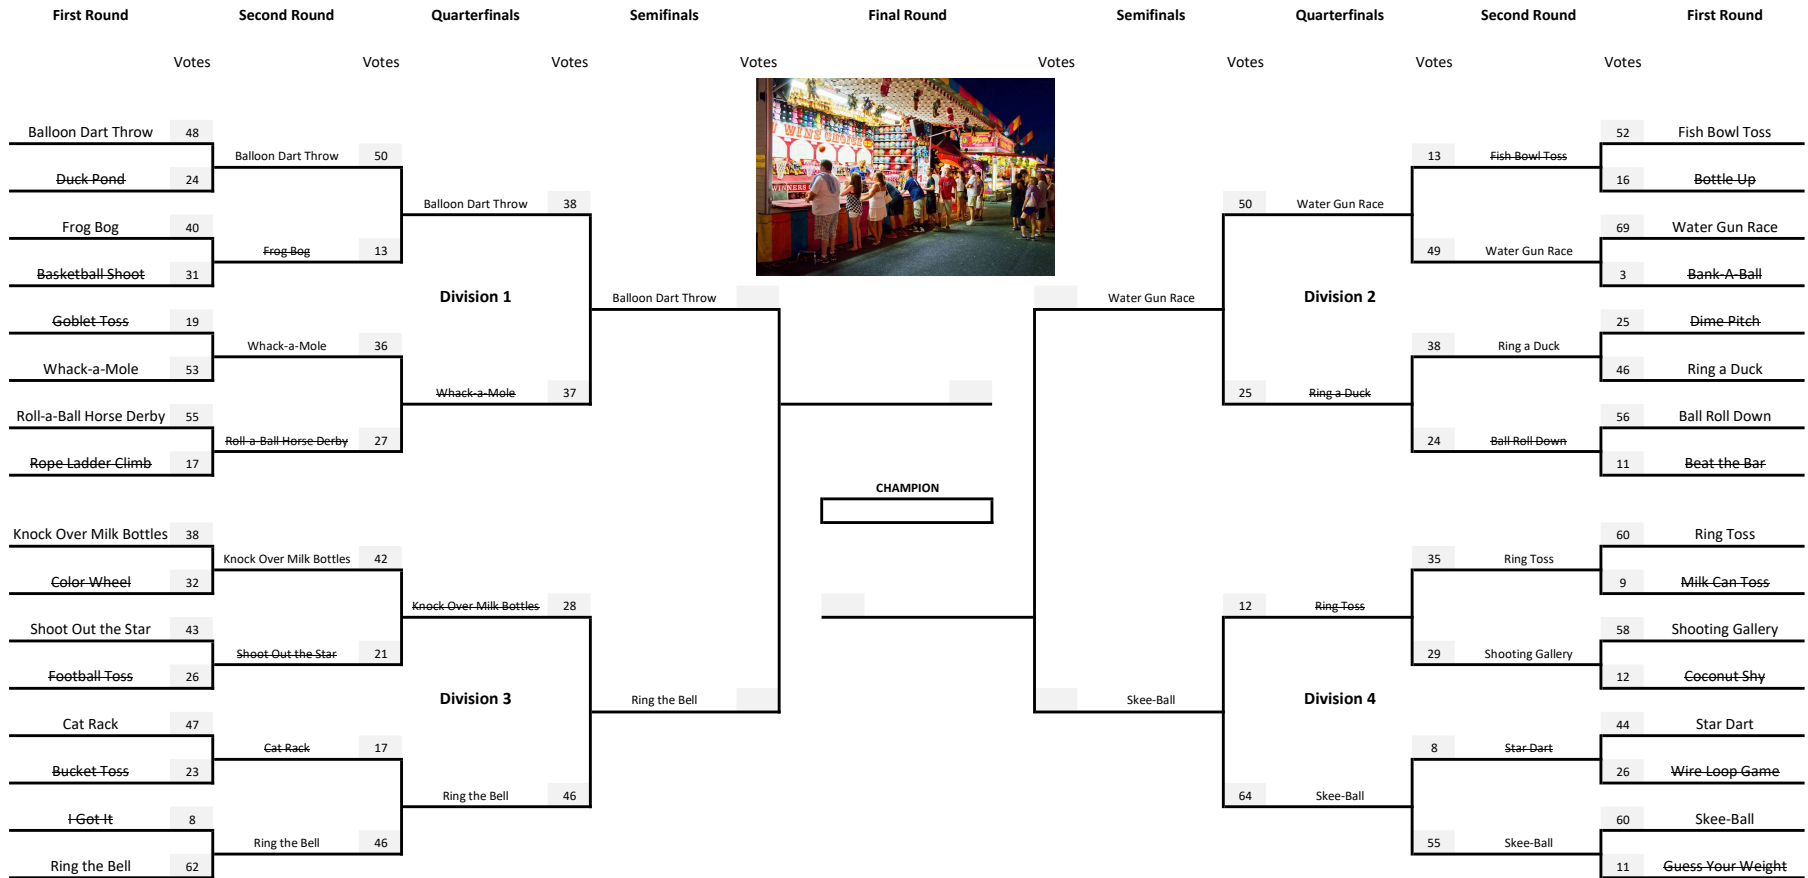 First Round Second Round Quarterfinals Semifinals Final Round Semifinals Quarterfinals Second Round First Round
Votes Votes Votes Votes Votes Votes Votes Votes
Balloon Dart Throw 48
Duck Pond 24
Frog Bog 40
Basketball Shoot 31
Goblet Toss 19
Whack-a-Mole 53
Roll-a-Ball Horse Derby 55
Rope Ladder Climb 17
Knock Over Milk Bottles 38
Color Wheel 32
Shoot Out the Star 43
Football Toss 26
Cat Rack 47
Bucket Toss 23
I Got It 8
Ring the Bell 62
Balloon Dart Throw 50
Frog Bog 13
Whack-a-Mole 36
Roll-a-Ball Horse Derby 27
Knock Over Milk Bottles 42
Shoot Out the Star 21
Cat Rack 17
Ring the Bell 46
Balloon Dart Throw 38
Division 1
Whack-a-Mole 37
Knock Over Milk Bottles 28
Division 3
Ring the Bell 46
Balloon Dart Throw
Ring the Bell
WINS CHOICE
WINNERS
CHAMPION
Water Gun Race
Skee-Ball
50 Water Gun Race
Division 2
25 Ring a Duck
12 Ring Toss
Division 4
64 Skee-Ball
13 Fish Bowl Toss
49 Water Gun Race
38 Ring a Duck
24 Ball Roll Down
35 Ring Toss
29 Shooting Gallery
8 Star Dart
55 Skee-Ball
52 Fish Bowl Toss
16 Bottle Up
69 Water Gun Race
3 Bank-A-Ball
25 Dime Pitch
46 Ring a Duck
56 Ball Roll Down
11 Beat the Bar
60 Ring Toss
9 Milk Can Toss
58 Shooting Gallery
12 Coconut Shy
44 Star Dart
26 Wire Loop Game
60 Skee-Ball
11 Guess Your Weight